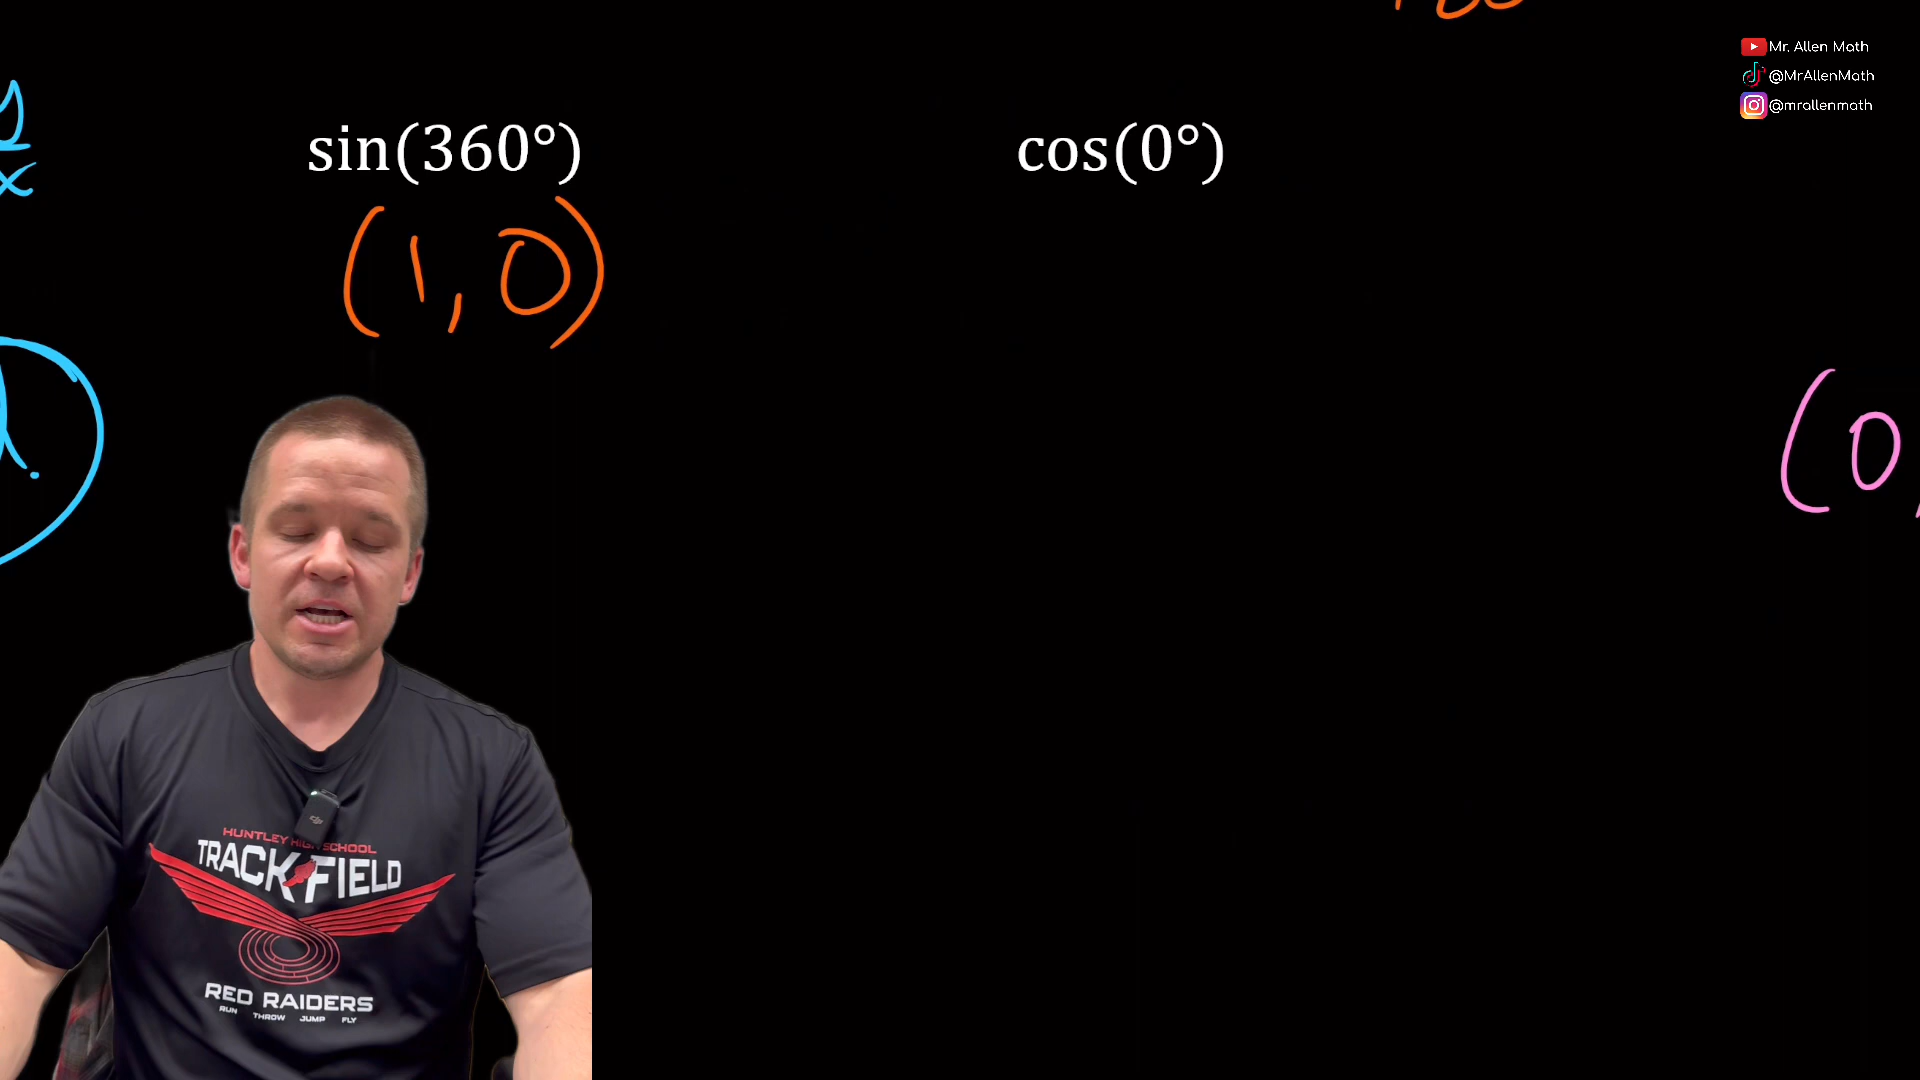 Mr. Allen Math
@MrAllenMath
@mrallenmath
y
x
sin(360°)
cos(0°)
(1, 0)
(0,
HUNTLEY HIGH SCHOOL
TRACK FIELD
RED RAIDERS
RUN THROW JUMP FLY